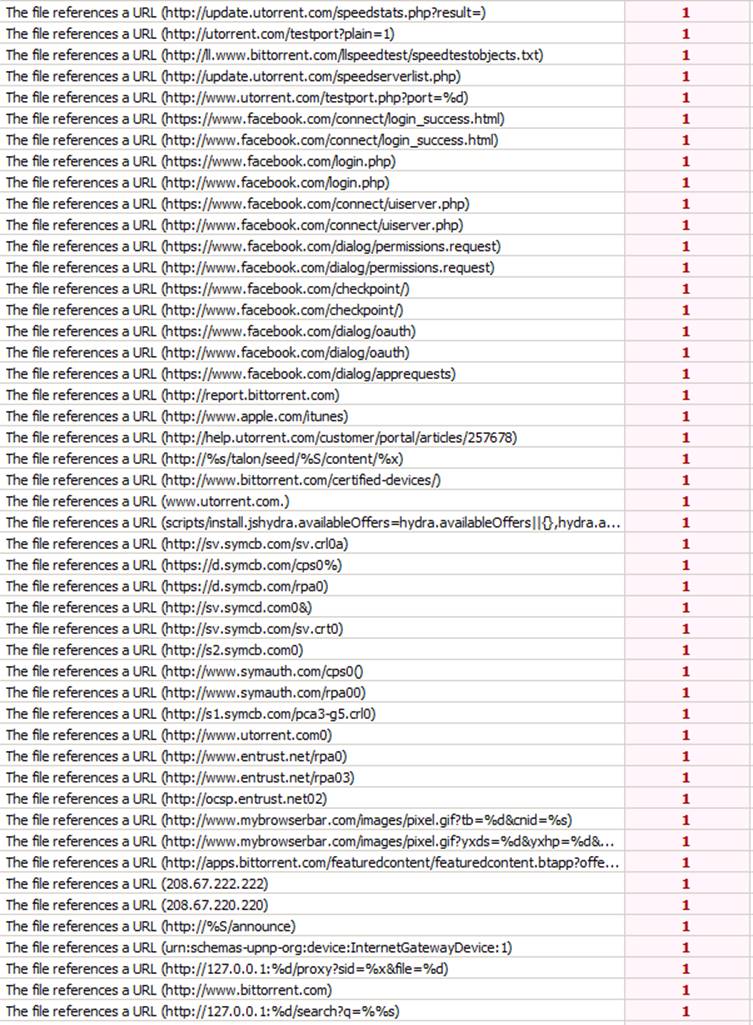 The file references a URL (http://update.utorrent.com/speedstats.php?result=) 1
The file references a URL (http://utorrent.com/testport?plain=1) 1
The file references a URL (http://ll.www.bittorrent.com/llspeedtest/speedtestobjects.txt) 1
The file references a URL (http://update.utorrent.com/speedserverlist.php) 1
The file references a URL (http://www.utorrent.com/testport.php?port=%d) 1
The file references a URL (https://www.facebook.com/connect/login_success.html) 1
The file references a URL (http://www.facebook.com/connect/login_success.html) 1
The file references a URL (https://www.facebook.com/login.php) 1
The file references a URL (http://www.facebook.com/login.php) 1
The file references a URL (https://www.facebook.com/connect/uiserver.php) 1
The file references a URL (http://www.facebook.com/connect/uiserver.php) 1
The file references a URL (https://www.facebook.com/dialog/permissions.request) 1
The file references a URL (http://www.facebook.com/dialog/permissions.request) 1
The file references a URL (https://www.facebook.com/checkpoint/) 1
The file references a URL (http://www.facebook.com/checkpoint/) 1
The file references a URL (https://www.facebook.com/dialog/oauth) 1
The file references a URL (http://www.facebook.com/dialog/oauth) 1
The file references a URL (https://www.facebook.com/dialog/apprequests) 1
The file references a URL (http://report.bittorrent.com) 1
The file references a URL (http://www.apple.com/itunes) 1
The file references a URL (http://help.utorrent.com/customer/portal/articles/257678) 1
The file references a URL (http://%s/talon/seed/%S/content/%x) 1
The file references a URL (http://www.bittorrent.com/certified-devices/) 1
The file references a URL (www.utorrent.com.) 1
The file references a URL (scripts/install.jshydra.availableOffers=hydra.availableOffers||{},hydra.a... 1
The file references a URL (http://sv.symcb.com/sv.crl0a) 1
The file references a URL (https://d.symcb.com/cps0%) 1
The file references a URL (https://d.symcb.com/rpa0) 1
The file references a URL (http://sv.symcd.com0&) 1
The file references a URL (http://sv.symcb.com/sv.crt0) 1
The file references a URL (http://s2.symcb.com0) 1
The file references a URL (http://www.symauth.com/cps0() 1
The file references a URL (http://www.symauth.com/rpa00) 1
The file references a URL (http://s1.symcb.com/pca3-g5.crl0) 1
The file references a URL (http://www.utorrent.com0) 1
The file references a URL (http://www.entrust.net/rpa0) 1
The file references a URL (http://www.entrust.net/rpa03) 1
The file references a URL (http://ocsp.entrust.net02) 1
The file references a URL (http://www.mybrowserbar.com/images/pixel.gif?tb=%d&cnid=%s) 1
The file references a URL (http://www.mybrowserbar.com/images/pixel.gif?yxds=%d&yxhp=%d&... 1
The file references a URL (http://apps.bittorrent.com/featuredcontent/featuredcontent.btapp?offe... 1
The file references a URL (208.67.222.222) 1
The file references a URL (208.67.220.220) 1
The file references a URL (http://%S/announce) 1
The file references a URL (urn:schemas-upnp-org:device:InternetGatewayDevice:1) 1
The file references a URL (http://127.0.0.1:%d/proxy?sid=%x&file=%d) 1
The file references a URL (http://www.bittorrent.com) 1
The file references a URL (http://127.0.0.1:%d/search?q=%%s) 1